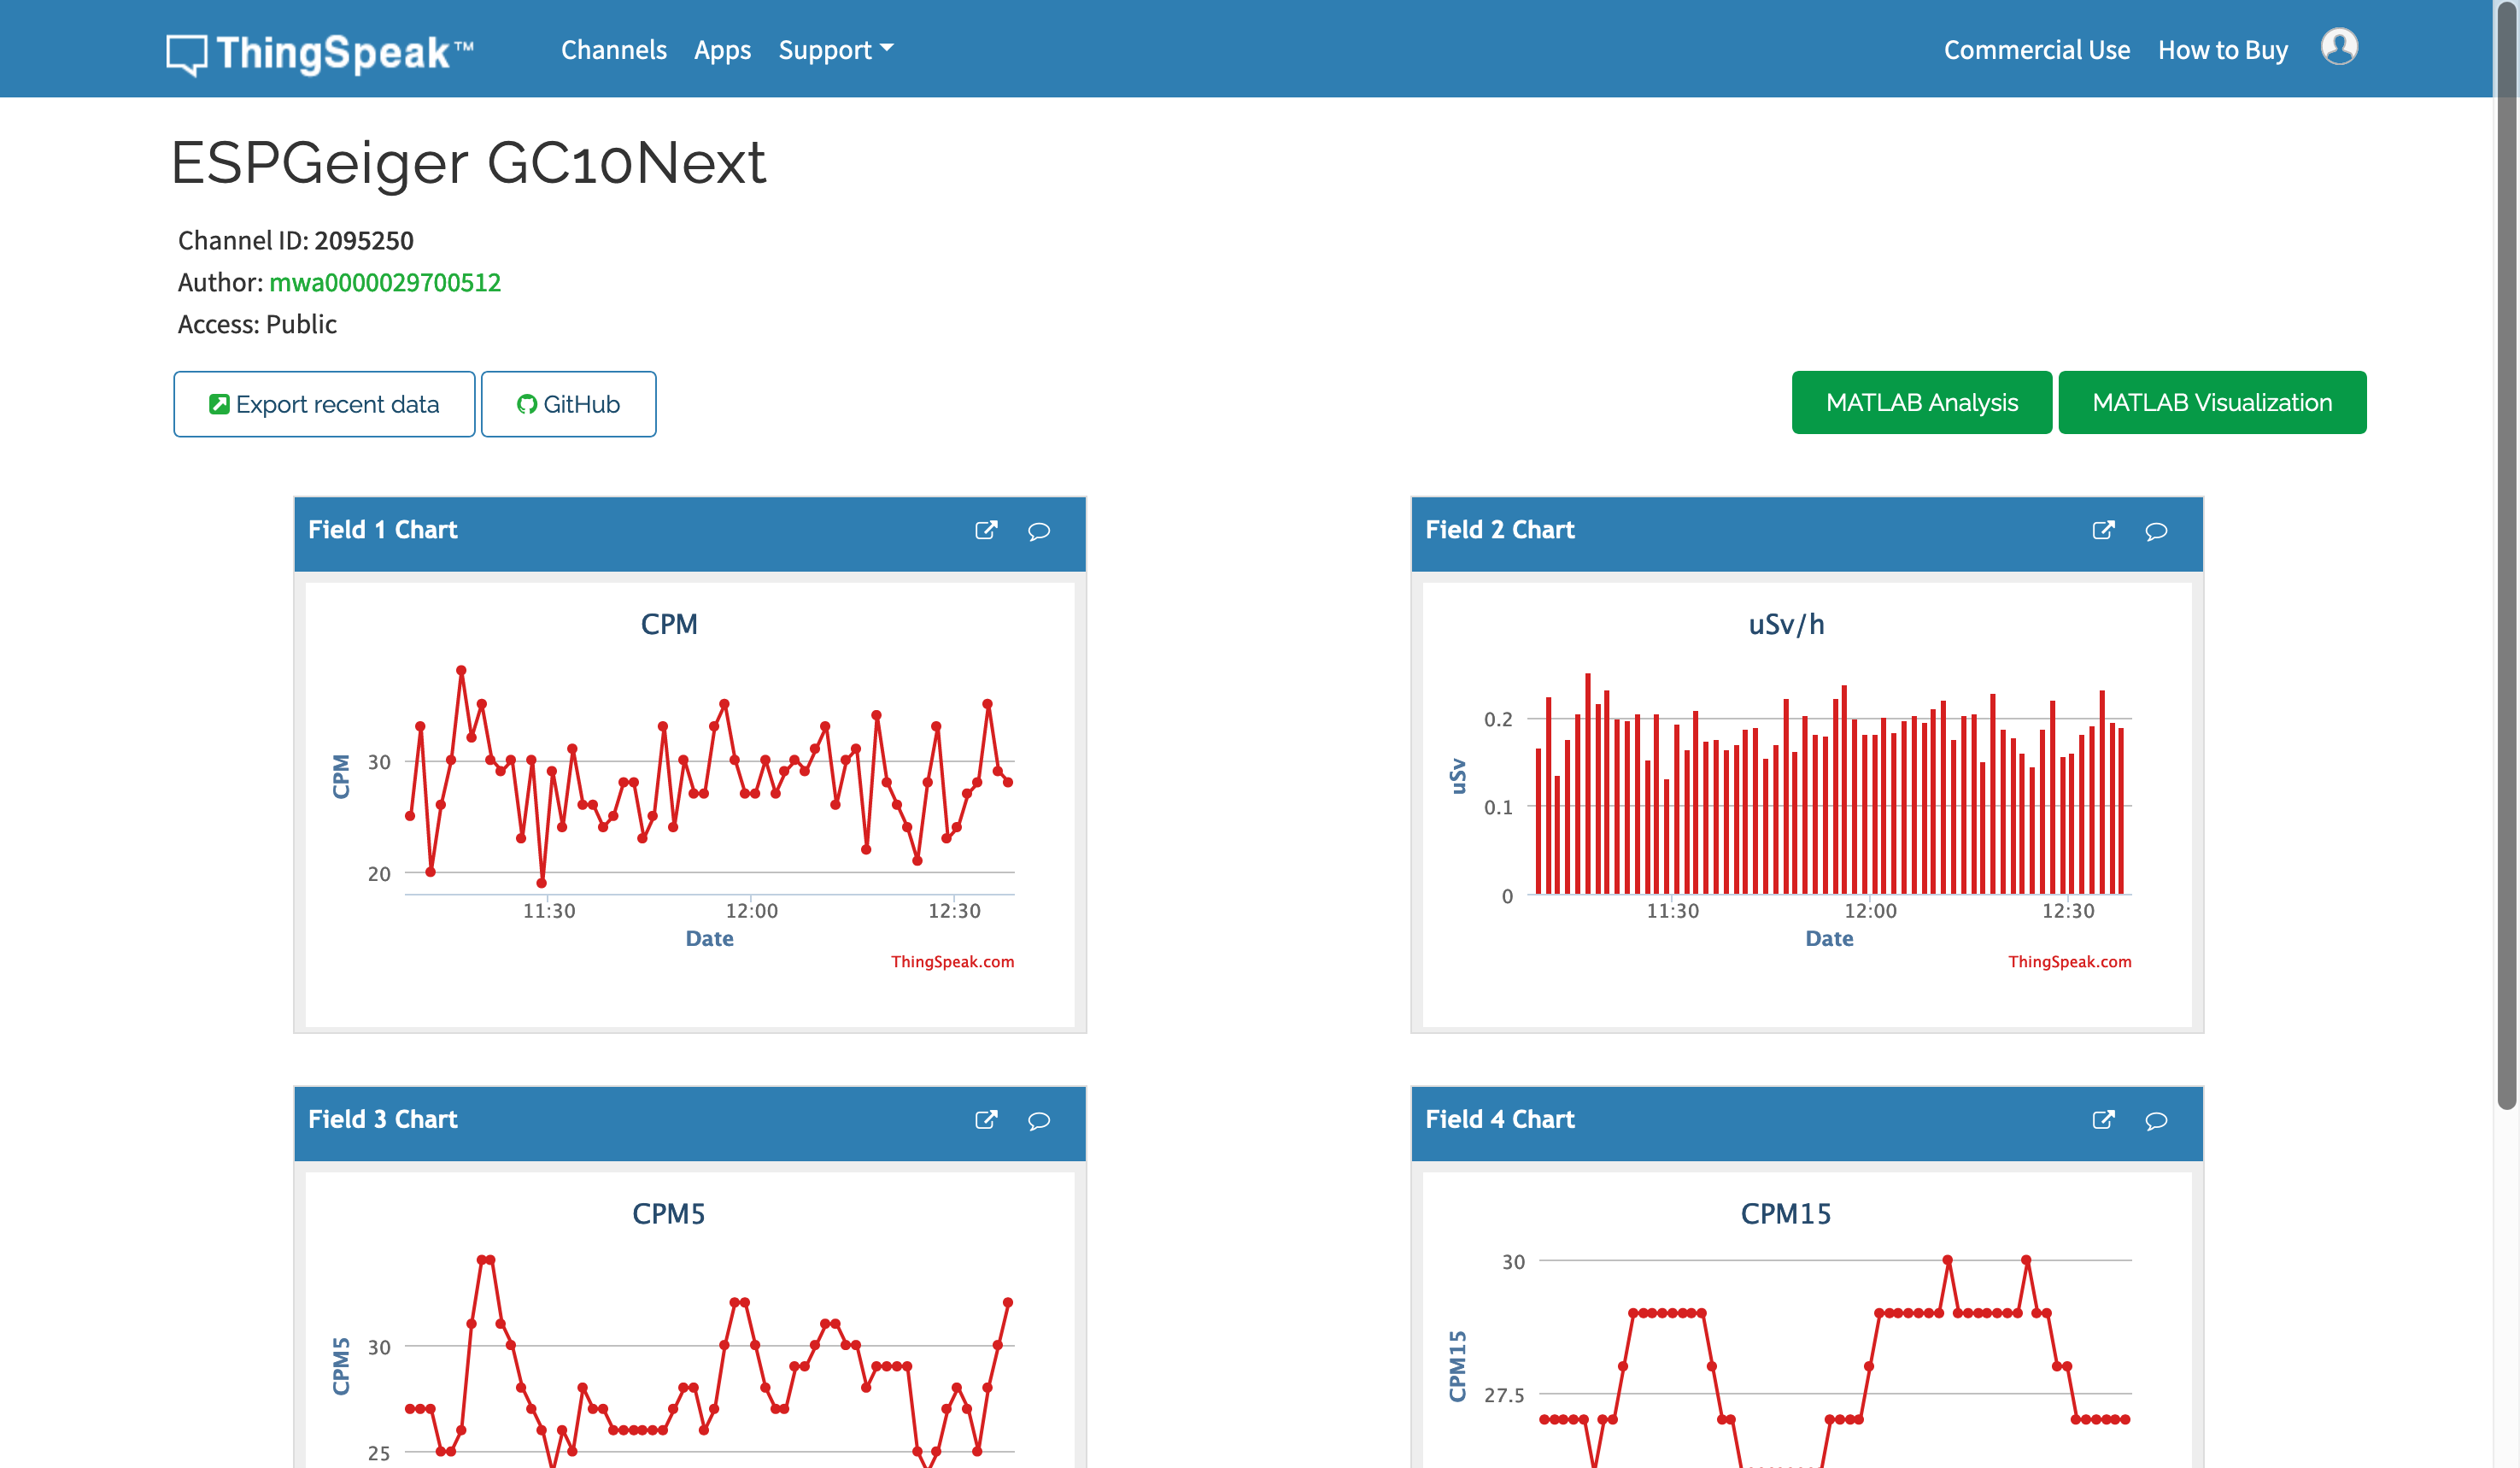 ThingSpeak™ Channels Apps Support Commercial Use How to Buy
ESPGeiger GC10Next
Channel ID: 2095250
Author: mwa0000029700512
Access: Public
Export recent data GitHub MATLAB Analysis MATLAB Visualization
Field 1 Chart
CPM
CPM
30
20
11:30 12:00 12:30
Date
ThingSpeak.com
Field 2 Chart
uSv/h
uSv
0.2
0.1
0
11:30 12:00 12:30
Date
ThingSpeak.com
Field 3 Chart
CPM5
CPM5
30
25
Field 4 Chart
CPM15
CPM15
30
27.5